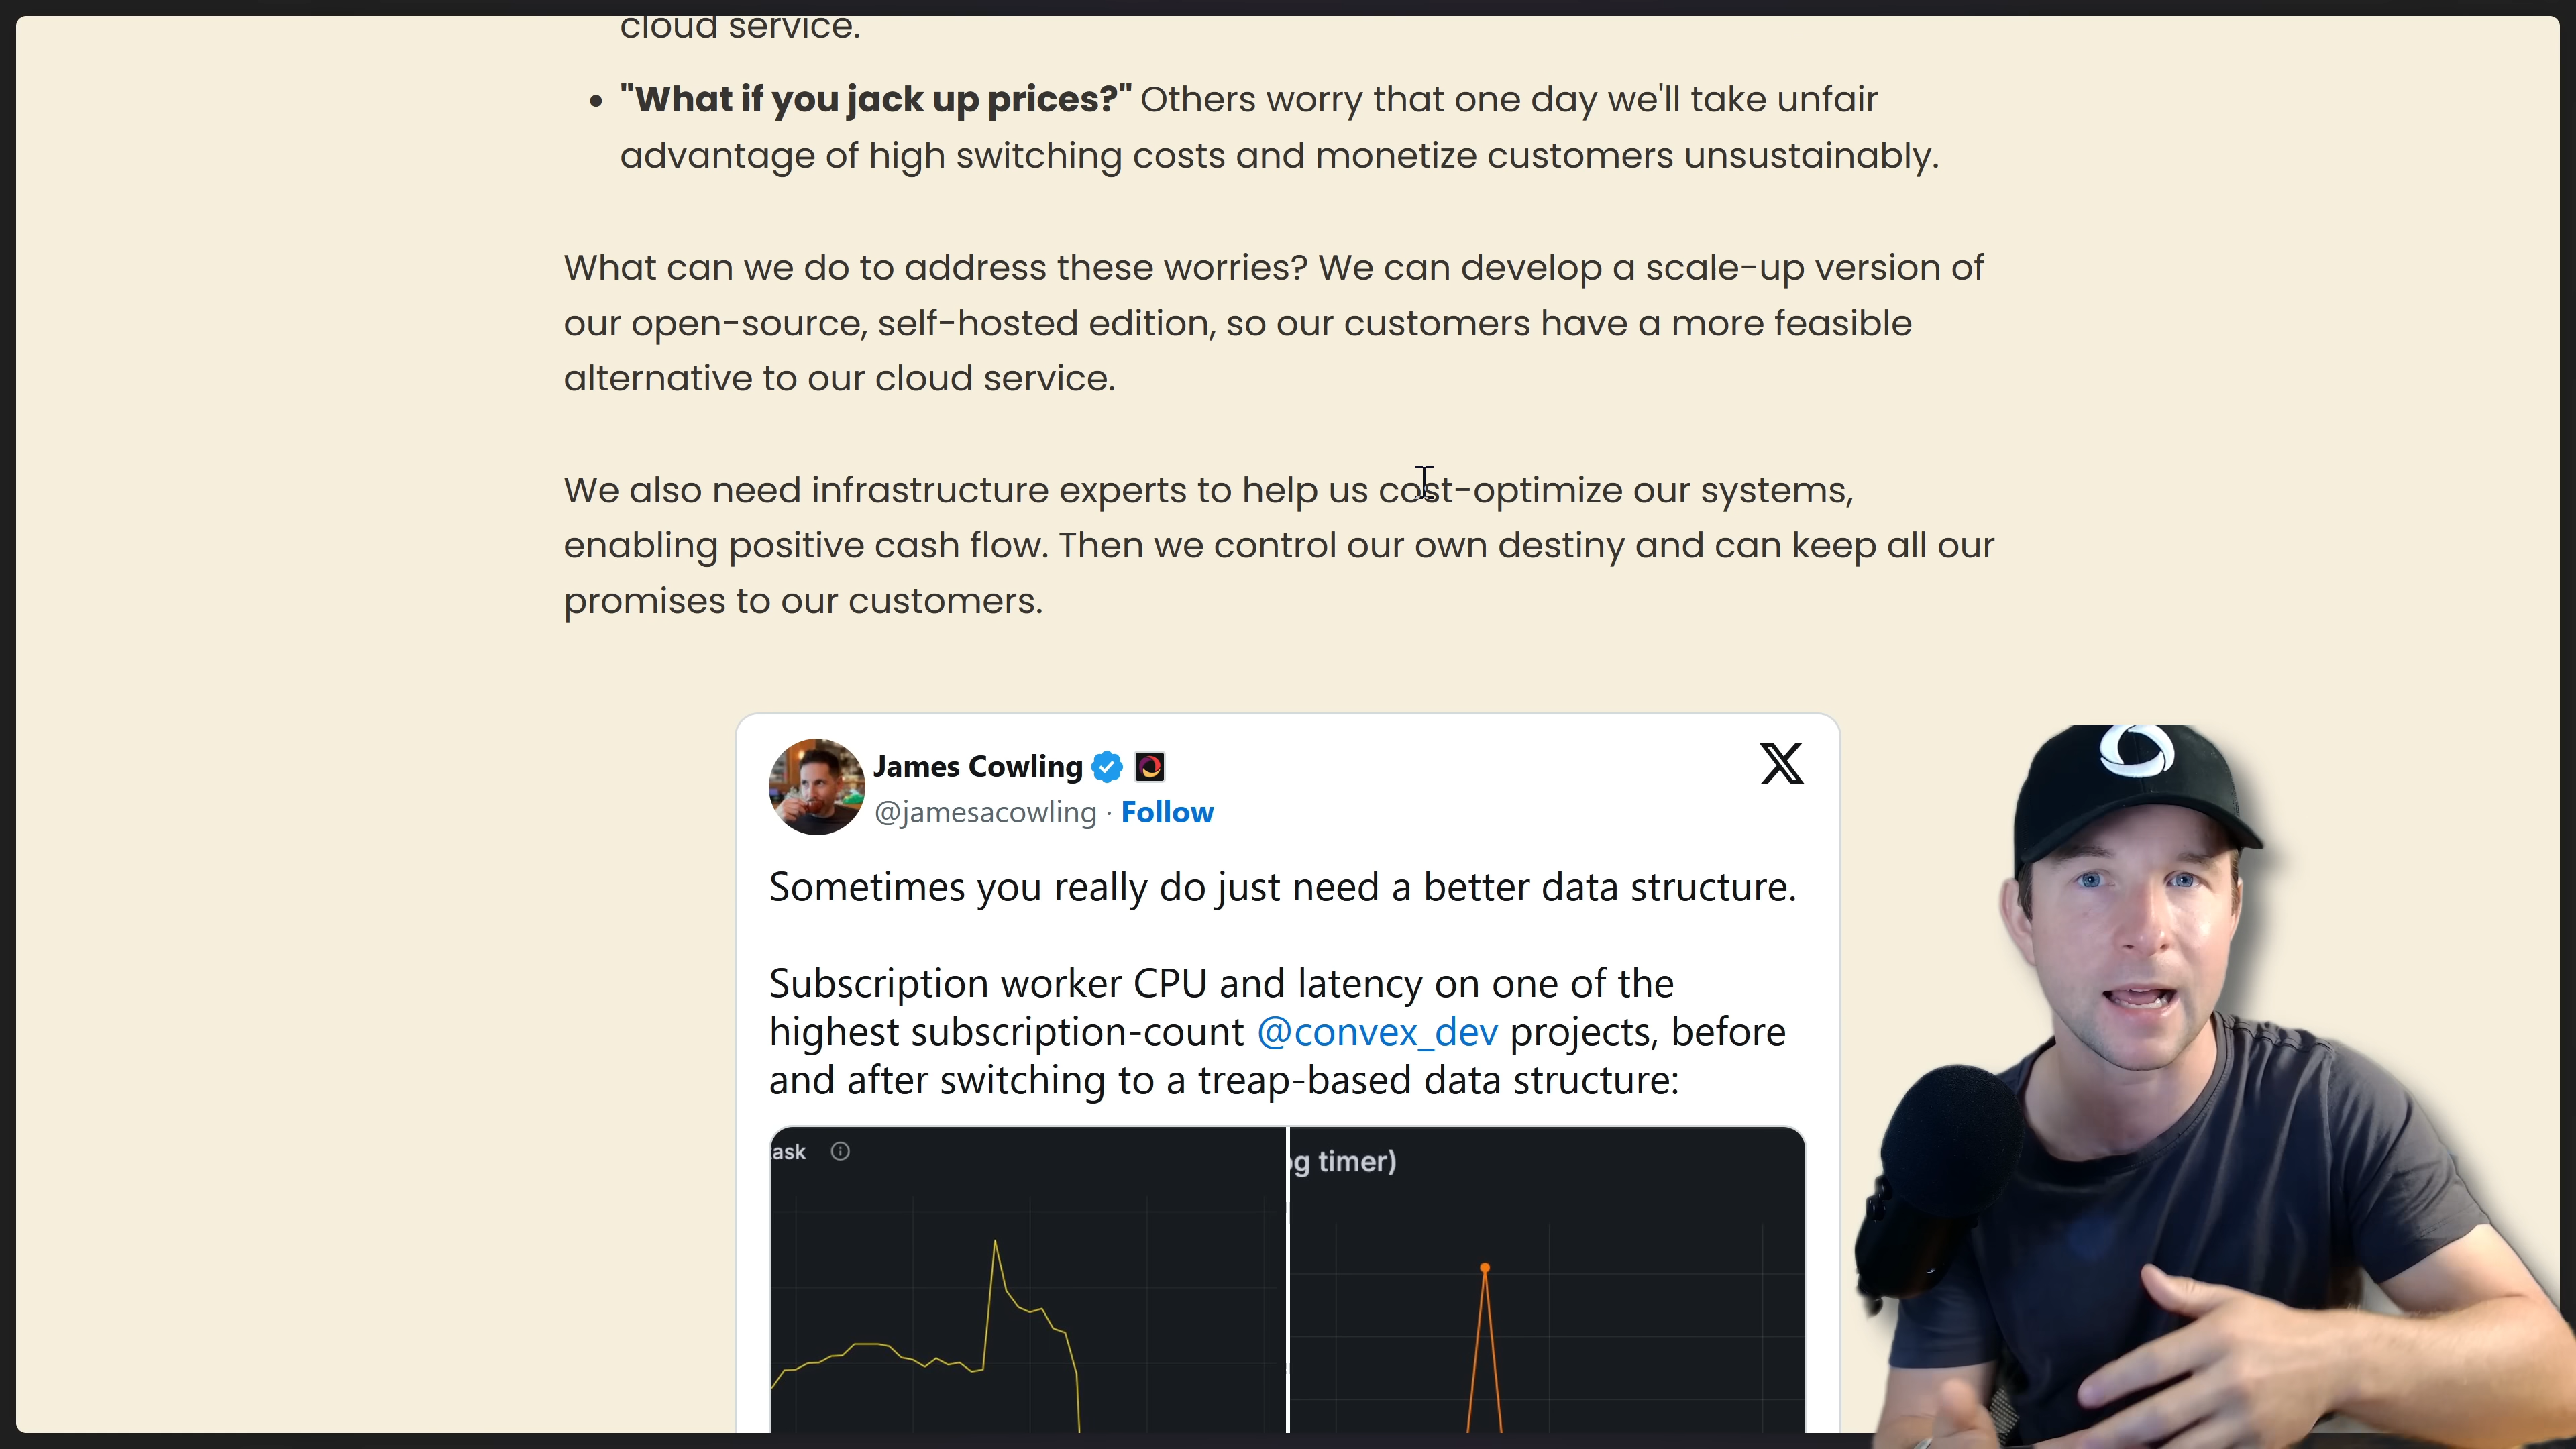 cloud service.
• "What if you jack up prices?" Others worry that one day we'll take unfair
advantage of high switching costs and monetize customers unsustainably.
What can we do to address these worries? We can develop a scale-up version of
our open-source, self-hosted edition, so our customers have a more feasible
alternative to our cloud service.
We also need infrastructure experts to help us cost-optimize our systems,
enabling positive cash flow. Then we control our own destiny and can keep all our
promises to our customers.
James Cowling
@jamesacowling · Follow
Sometimes you really do just need a better data structure.
Subscription worker CPU and latency on one of the
highest subscription-count @convex_dev projects, before
and after switching to a treap-based data structure:
ask
g timer)